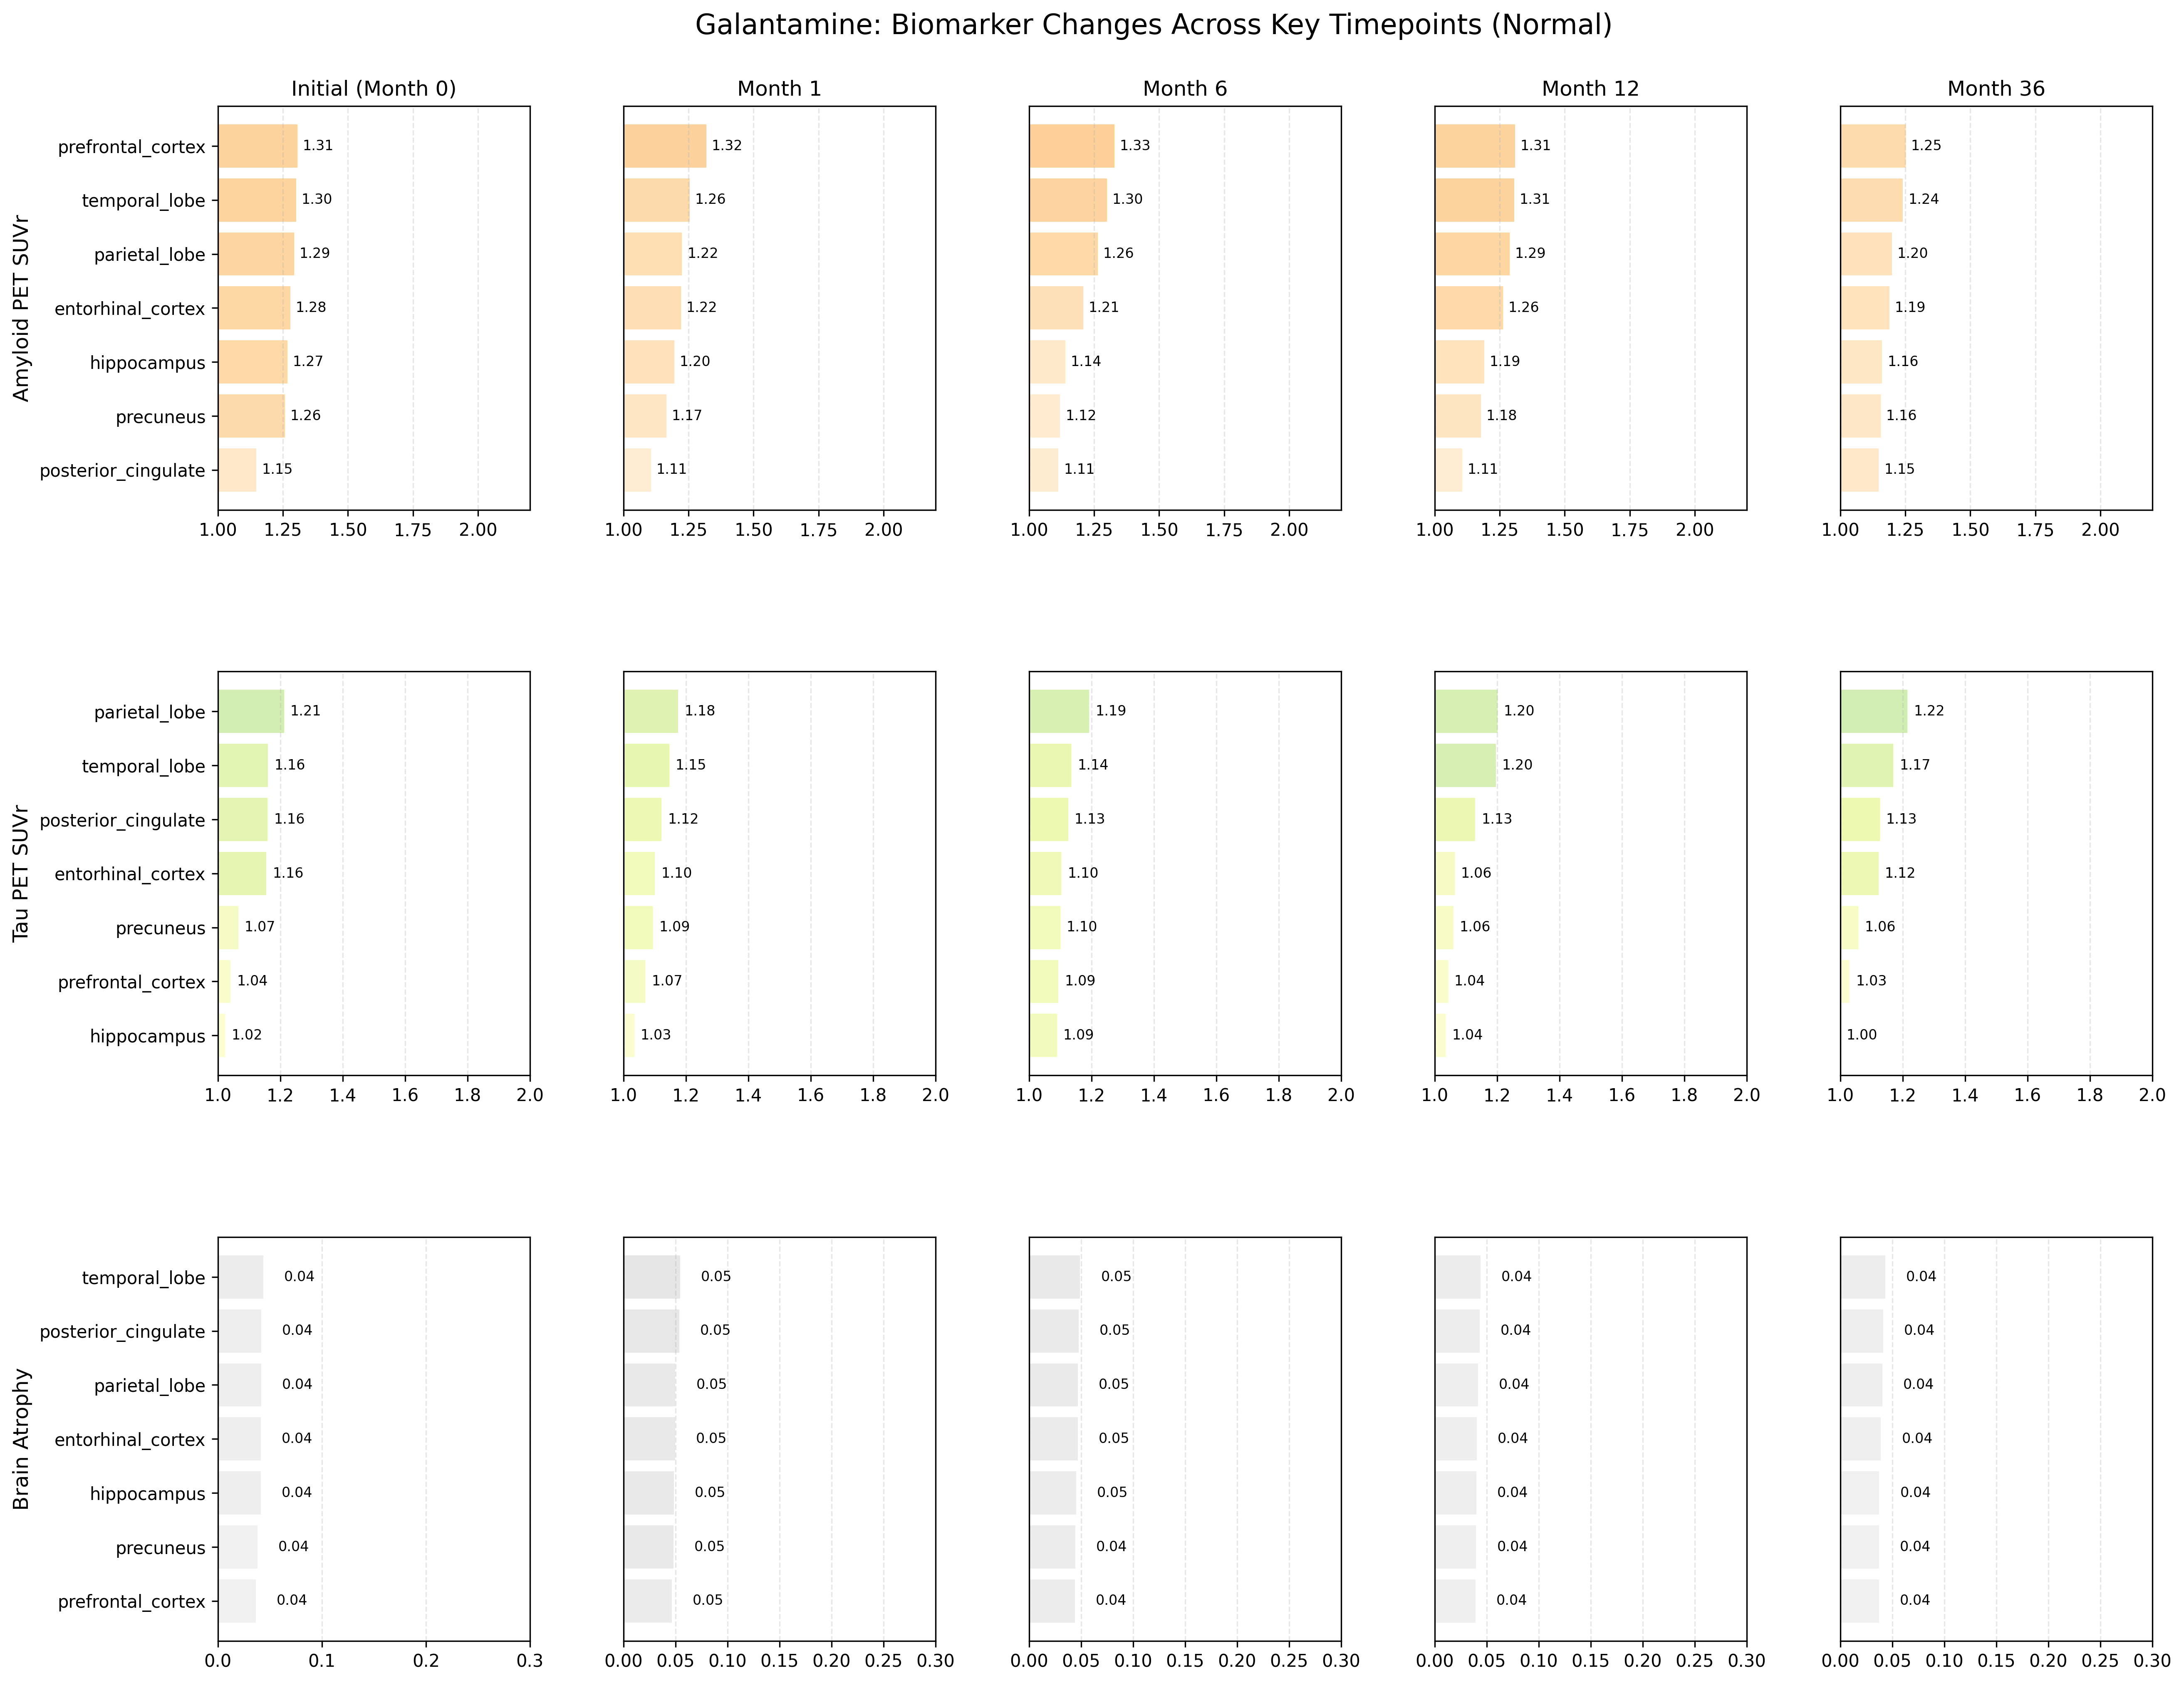 Galantamine: Biomarker Changes Across Key Timepoints (Normal)
Initial (Month 0)
Month 1
Month 6
Month 12
Month 36
Amyloid PET SUVr
prefrontal_cortex 1.31 1.32 1.33 1.31 1.25
temporal_lobe 1.30 1.26 1.30 1.31 1.24
parietal_lobe 1.29 1.22 1.26 1.29 1.20
entorhinal_cortex 1.28 1.22 1.21 1.26 1.19
hippocampus 1.27 1.20 1.14 1.19 1.16
precuneus 1.26 1.17 1.12 1.18 1.16
posterior_cingulate 1.15 1.11 1.11 1.11 1.15
1.00 1.25 1.50 1.75 2.00 1.00 1.25 1.50 1.75 2.00 1.00 1.25 1.50 1.75 2.00 1.00 1.25 1.50 1.75 2.00 1.00 1.25 1.50 1.75 2.00
Tau PET SUVr
parietal_lobe 1.21 1.18 1.19 1.20 1.22
temporal_lobe 1.16 1.15 1.14 1.20 1.17
posterior_cingulate 1.16 1.12 1.13 1.13 1.13
entorhinal_cortex 1.16 1.10 1.10 1.06 1.12
precuneus 1.07 1.09 1.10 1.06 1.06
prefrontal_cortex 1.04 1.07 1.09 1.04 1.03
hippocampus 1.02 1.03 1.09 1.04 1.00
1.0 1.2 1.4 1.6 1.8 2.0 1.0 1.2 1.4 1.6 1.8 2.0 1.0 1.2 1.4 1.6 1.8 2.0 1.0 1.2 1.4 1.6 1.8 2.0 1.0 1.2 1.4 1.6 1.8 2.0
Brain Atrophy
temporal_lobe 0.04 0.05 0.05 0.04 0.04
posterior_cingulate 0.04 0.05 0.05 0.04 0.04
parietal_lobe 0.04 0.05 0.05 0.04 0.04
entorhinal_cortex 0.04 0.05 0.05 0.04 0.04
hippocampus 0.04 0.05 0.05 0.04 0.04
precuneus 0.04 0.05 0.04 0.04 0.04
prefrontal_cortex 0.04 0.05 0.04 0.04 0.04
0.0 0.1 0.2 0.3 0.00 0.05 0.10 0.15 0.20 0.25 0.30 0.00 0.05 0.10 0.15 0.20 0.25 0.30 0.00 0.05 0.10 0.15 0.20 0.25 0.30 0.00 0.05 0.10 0.15 0.20 0.25 0.30